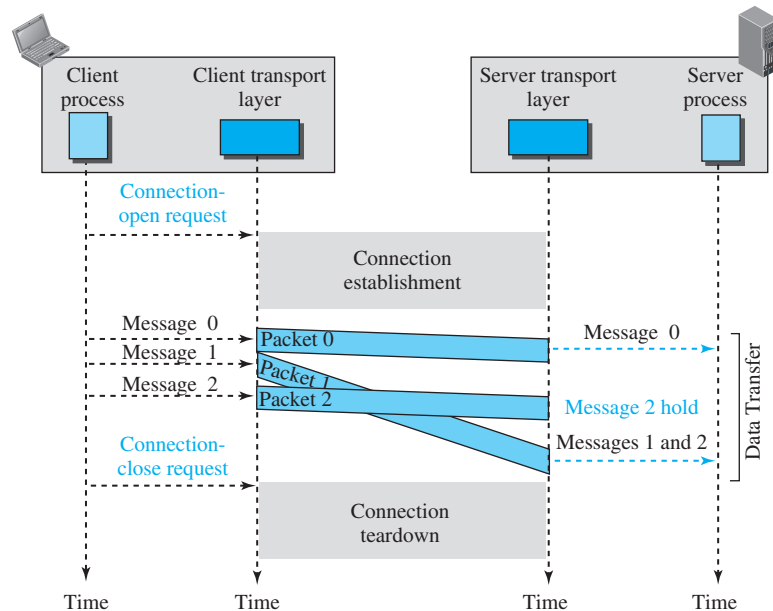 Client process
Client transport layer
Server transport layer
Server process
Connection-
open request
Connection
establishment
Message 0
Packet 0
Message 0
Message 1
Packet 1
Message 2
Packet 2
Message 2 hold
Messages 1 and 2
Data Transfer
Connection-
close request
Connection
teardown
Time
Time
Time
Time